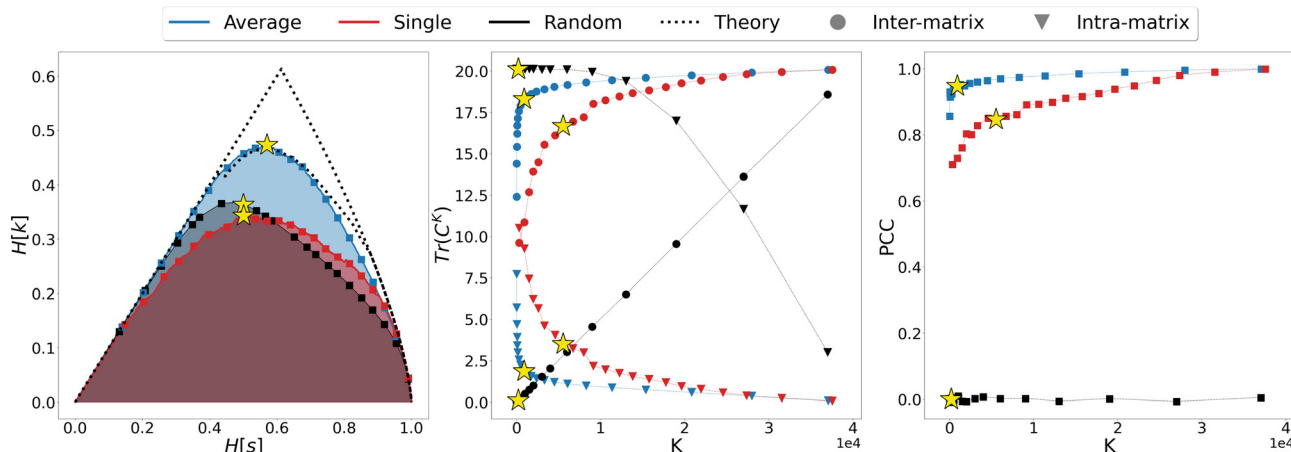 Average Single Random Theory Inter-matrix Intra-matrix
H[k]
0.6
0.5
0.4
0.3
0.2
0.1
0.0
0.0 0.2 0.4 0.6 0.8 1.0
H[s]
Tr(C^K)
20.0
17.5
15.0
12.5
10.0
7.5
5.0
2.5
0.0
0 1 2 3 4
1e4
K
PCC
1.0
0.8
0.6
0.4
0.2
0.0
0 1 2 3 4
1e4
K